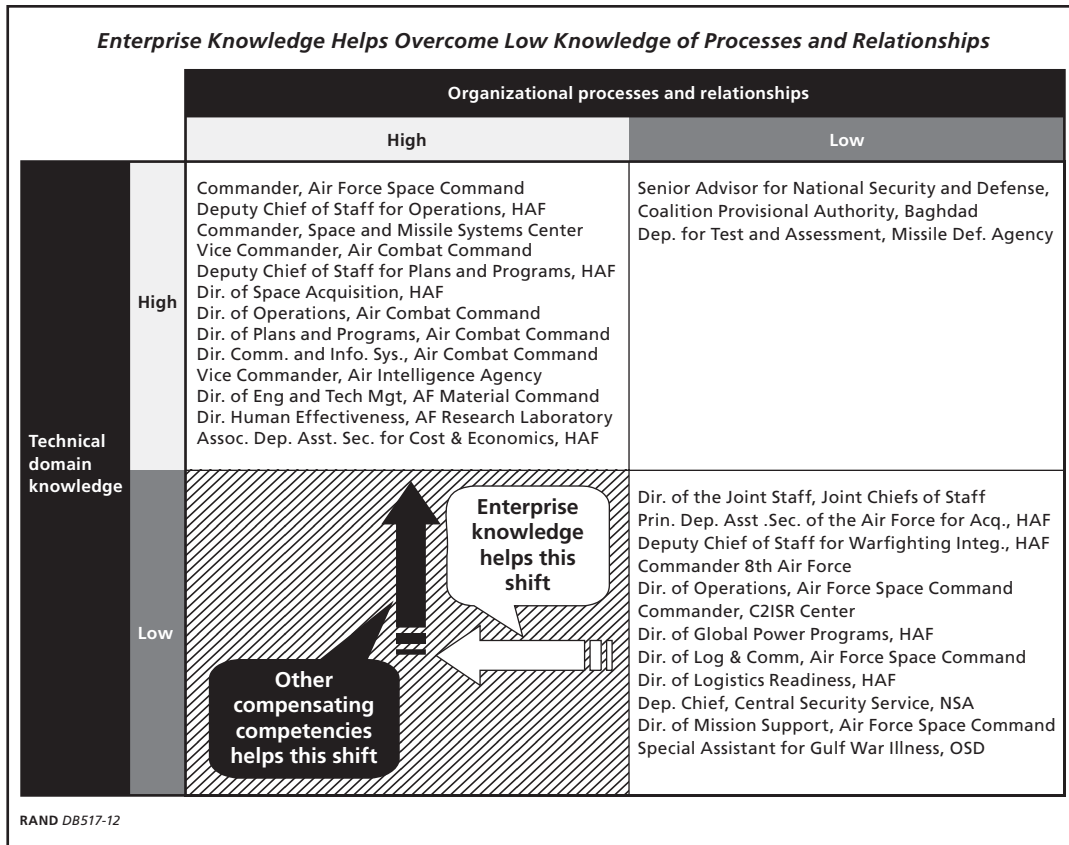 Enterprise Knowledge Helps Overcome Low Knowledge of Processes and Relationships
Organizational processes and relationships
High
Low
Technical
domain
knowledge
High
Commander, Air Force Space Command
Deputy Chief of Staff for Operations, HAF
Commander, Space and Missile Systems Center
Vice Commander, Air Combat Command
Deputy Chief of Staff for Plans and Programs, HAF
Dir. of Space Acquisition, HAF
Dir. of Operations, Air Combat Command
Dir. of Plans and Programs, Air Combat Command
Dir. Comm. and Info. Sys., Air Combat Command
Vice Commander, Air Intelligence Agency
Dir. of Eng and Tech Mgt, AF Material Command
Dir. Human Effectiveness, AF Research Laboratory
Assoc. Dep. Asst. Sec. for Cost & Economics, HAF
Senior Advisor for National Security and Defense,
Coalition Provisional Authority, Baghdad
Dep. for Test and Assessment, Missile Def. Agency
Low
Enterprise
knowledge
helps this
shift
Other
compensating
competencies
helps this shift
Dir. of the Joint Staff, Joint Chiefs of Staff
Prin. Dep. Asst .Sec. of the Air Force for Acq., HAF
Deputy Chief of Staff for Warfighting Integ., HAF
Commander 8th Air Force
Dir. of Operations, Air Force Space Command
Commander, C2ISR Center
Dir. of Global Power Programs, HAF
Dir. of Log & Comm, Air Force Space Command
Dir. of Logistics Readiness, HAF
Dep. Chief, Central Security Service, NSA
Dir. of Mission Support, Air Force Space Command
Special Assistant for Gulf War Illness, OSD
RAND DB517-12